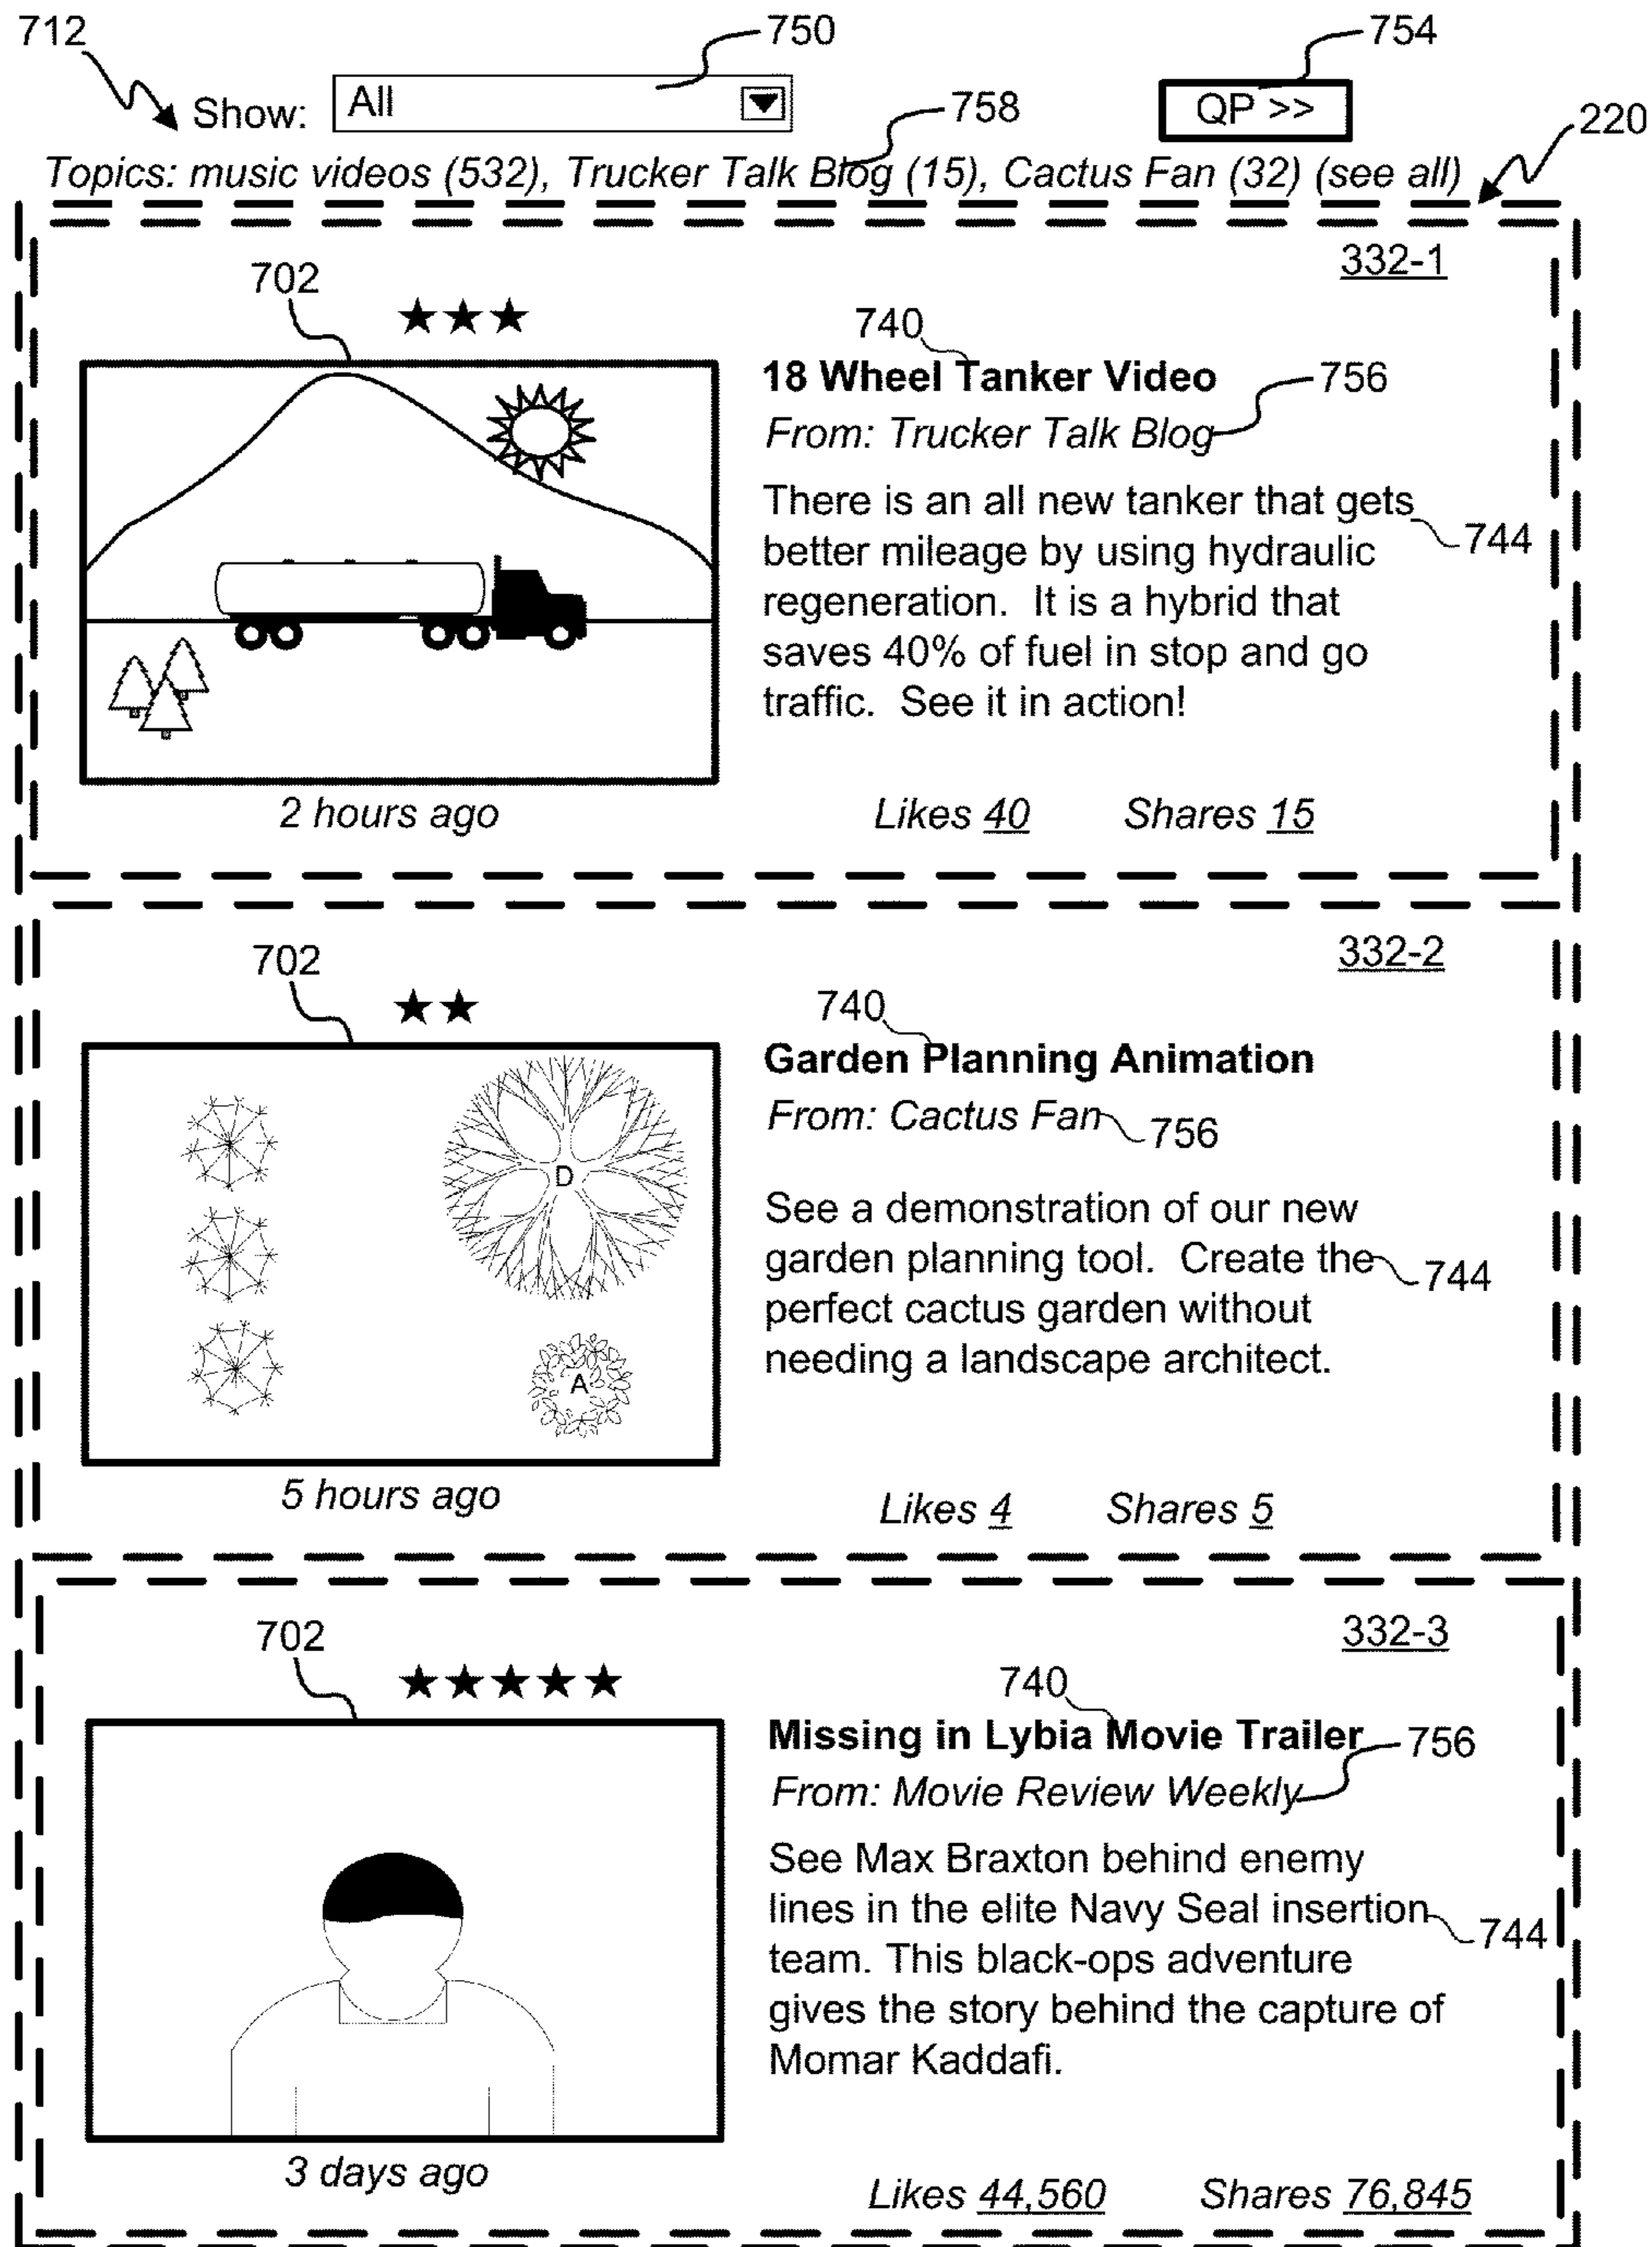 712
750
754
Show: All
QP >>
758
220
Topics: music videos (532), Trucker Talk Blog (15), Cactus Fan (32) (see all)
332-1
702
★★★
740
18 Wheel Tanker Video
756
From: Trucker Talk Blog
There is an all new tanker that gets
744
better mileage by using hydraulic
regeneration. It is a hybrid that
saves 40% of fuel in stop and go
traffic. See it in action!
2 hours ago
Likes 40 Shares 15
332-2
702
★★
740
Garden Planning Animation
From: Cactus Fan
756
D
See a demonstration of our new
garden planning tool. Create the
744
perfect cactus garden without
needing a landscape architect.
A
5 hours ago
Likes 4 Shares 5
332-3
702
★★★★★
740
Missing in Lybia Movie Trailer
756
From: Movie Review Weekly
See Max Braxton behind enemy
lines in the elite Navy Seal insertion
744
team. This black-ops adventure
gives the story behind the capture of
Momar Kaddafi.
3 days ago
Likes 44,560 Shares 76,845